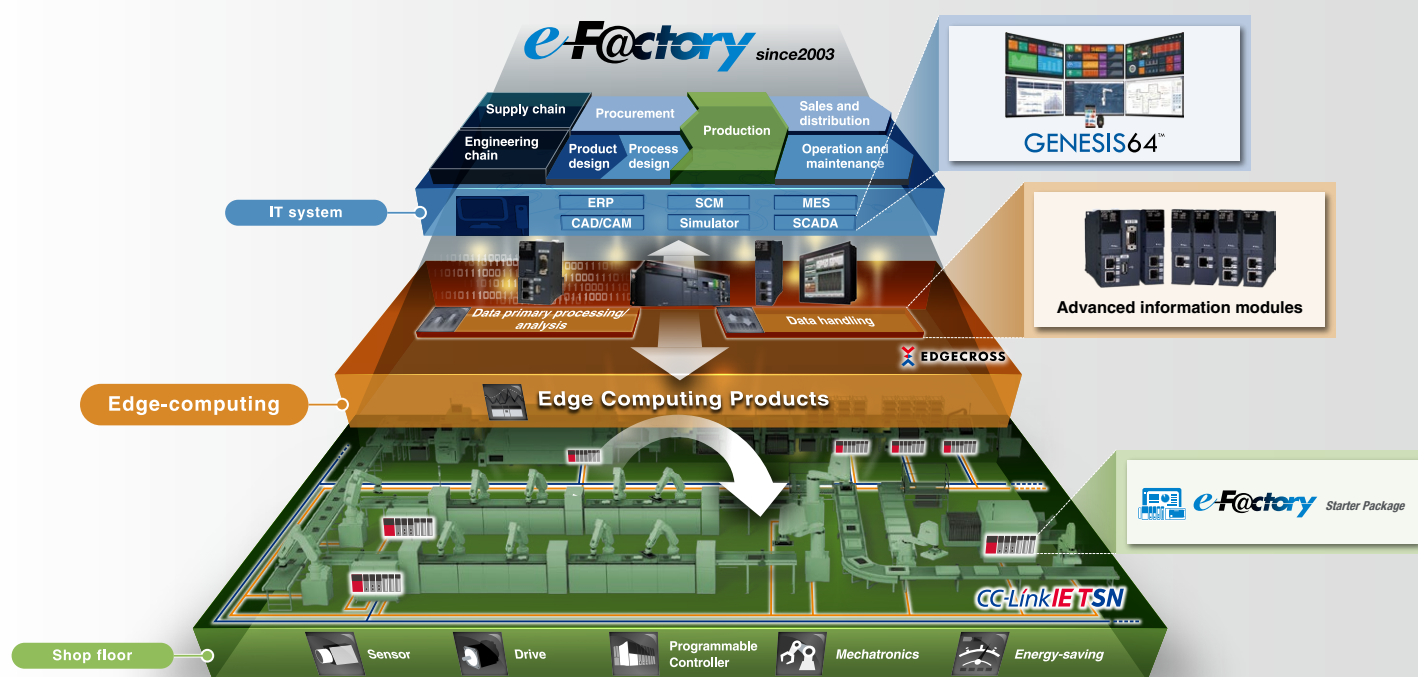 e-F@ctory since2003
Supply chain
Procurement
Production
Sales and
distribution
Engineering
chain
Product
design
Process
design
Operation and
maintenance
GENESIS64™
IT system
ERP
SCM
MES
CAD/CAM
Simulator
SCADA
Data primary processing/
analysis
Data handling
Advanced information modules
EDGECROSS
Edge-computing
Edge Computing Products
e-F@ctory Starter Package
CC-Link IE TSN
Shop floor
Sensor
Drive
Programmable
Controller
Mechatronics
Energy-saving